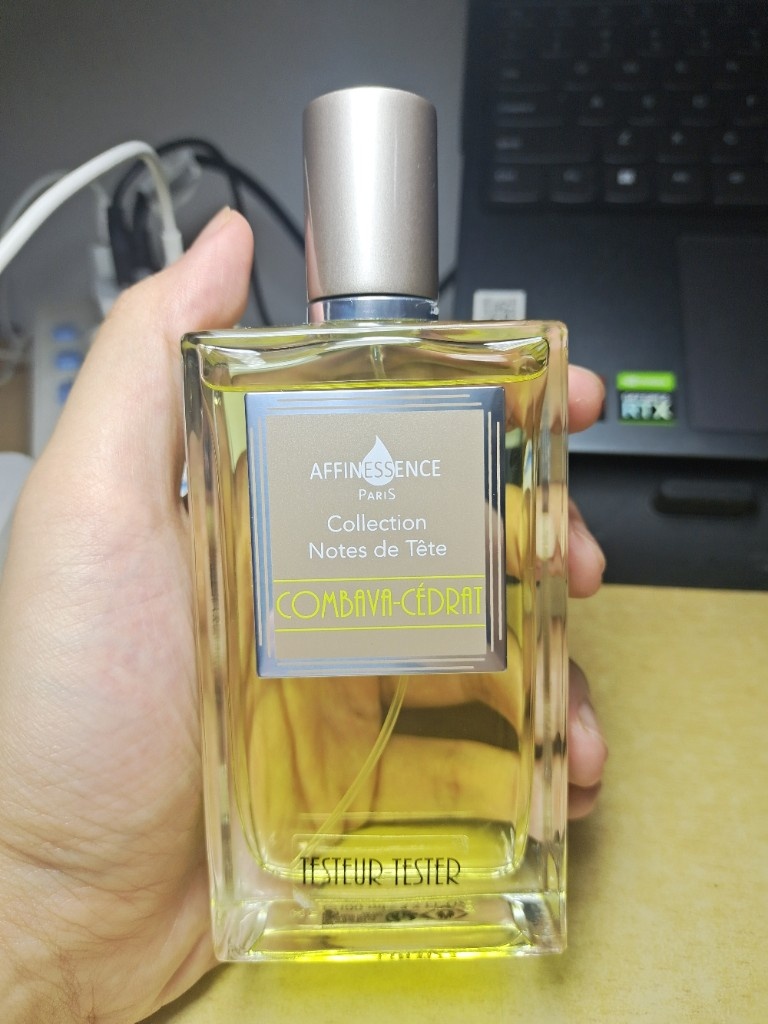 AFFINESSENCE
PARIS
Collection
Notes de Tête
COMBAVA-CÉDRAT
TESTEUR-TESTER
RTX